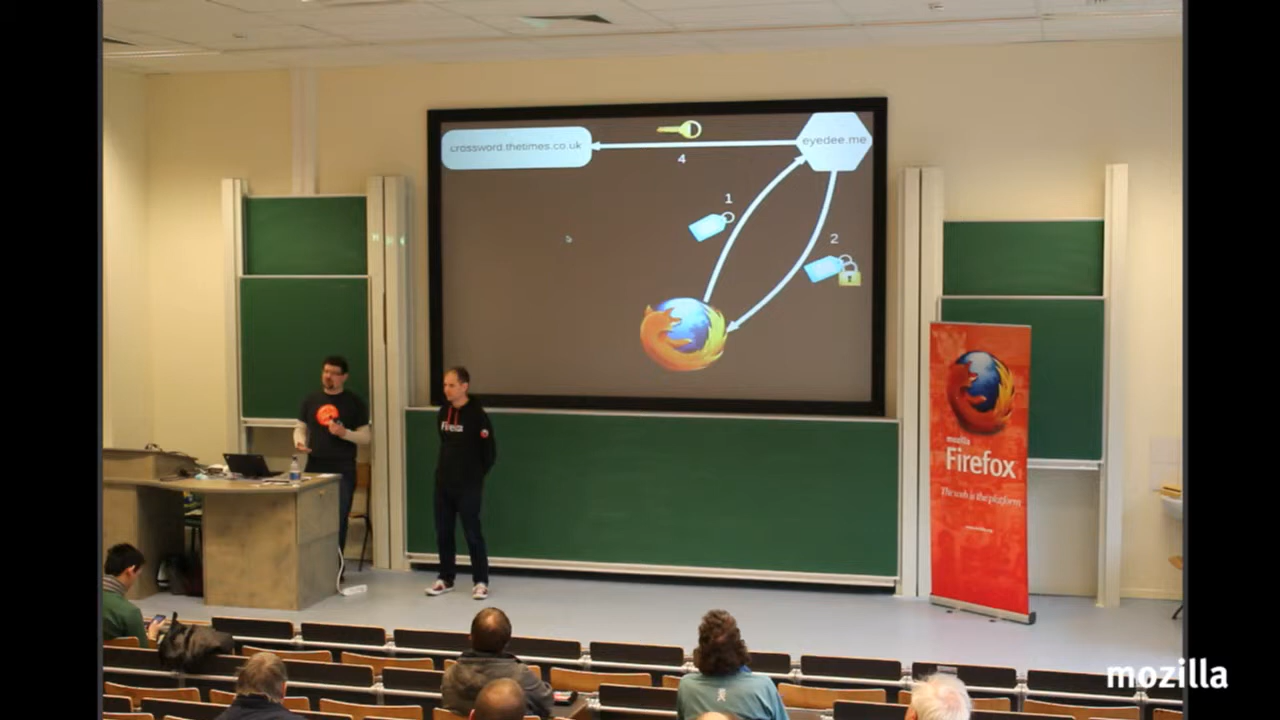 crossword.thetimes.co.uk
4
eyedee.me
1
2
Firefox
mozilla
Firefox
The web is the platform
mozilla